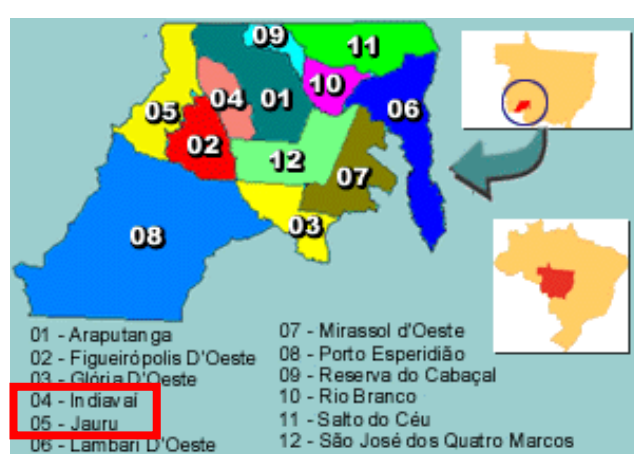 09
11
04
01
10
05
06
02
12
07
03
08
01 - Araputanga
02 - Figueirópolis D'Oeste
03 - Glória D'Oeste
04 - Indiavaí
05 - Jauru
06 - Lambari D'Oeste
07 - Mirassol d'Oeste
08 - Porto Esperidião
09 - Reserva do Cabaçal
10 - Rio Branco
11 - Salto do Céu
12 - São José dos Quatro Marcos